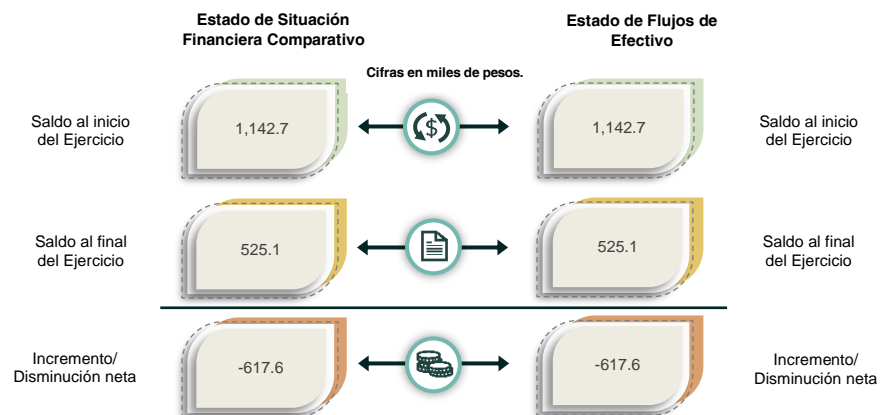 Estado de Situación
Financiera Comparativo
Estado de Flujos de
Efectivo
Cifras en miles de pesos.
Saldo al inicio
del Ejercicio
1,142.7
$
1,142.7
Saldo al inicio
del Ejercicio
Saldo al final
del Ejercicio
525.1
525.1
Saldo al final
del Ejercicio
Incremento/
Disminución neta
-617.6
-617.6
Incremento/
Disminución neta